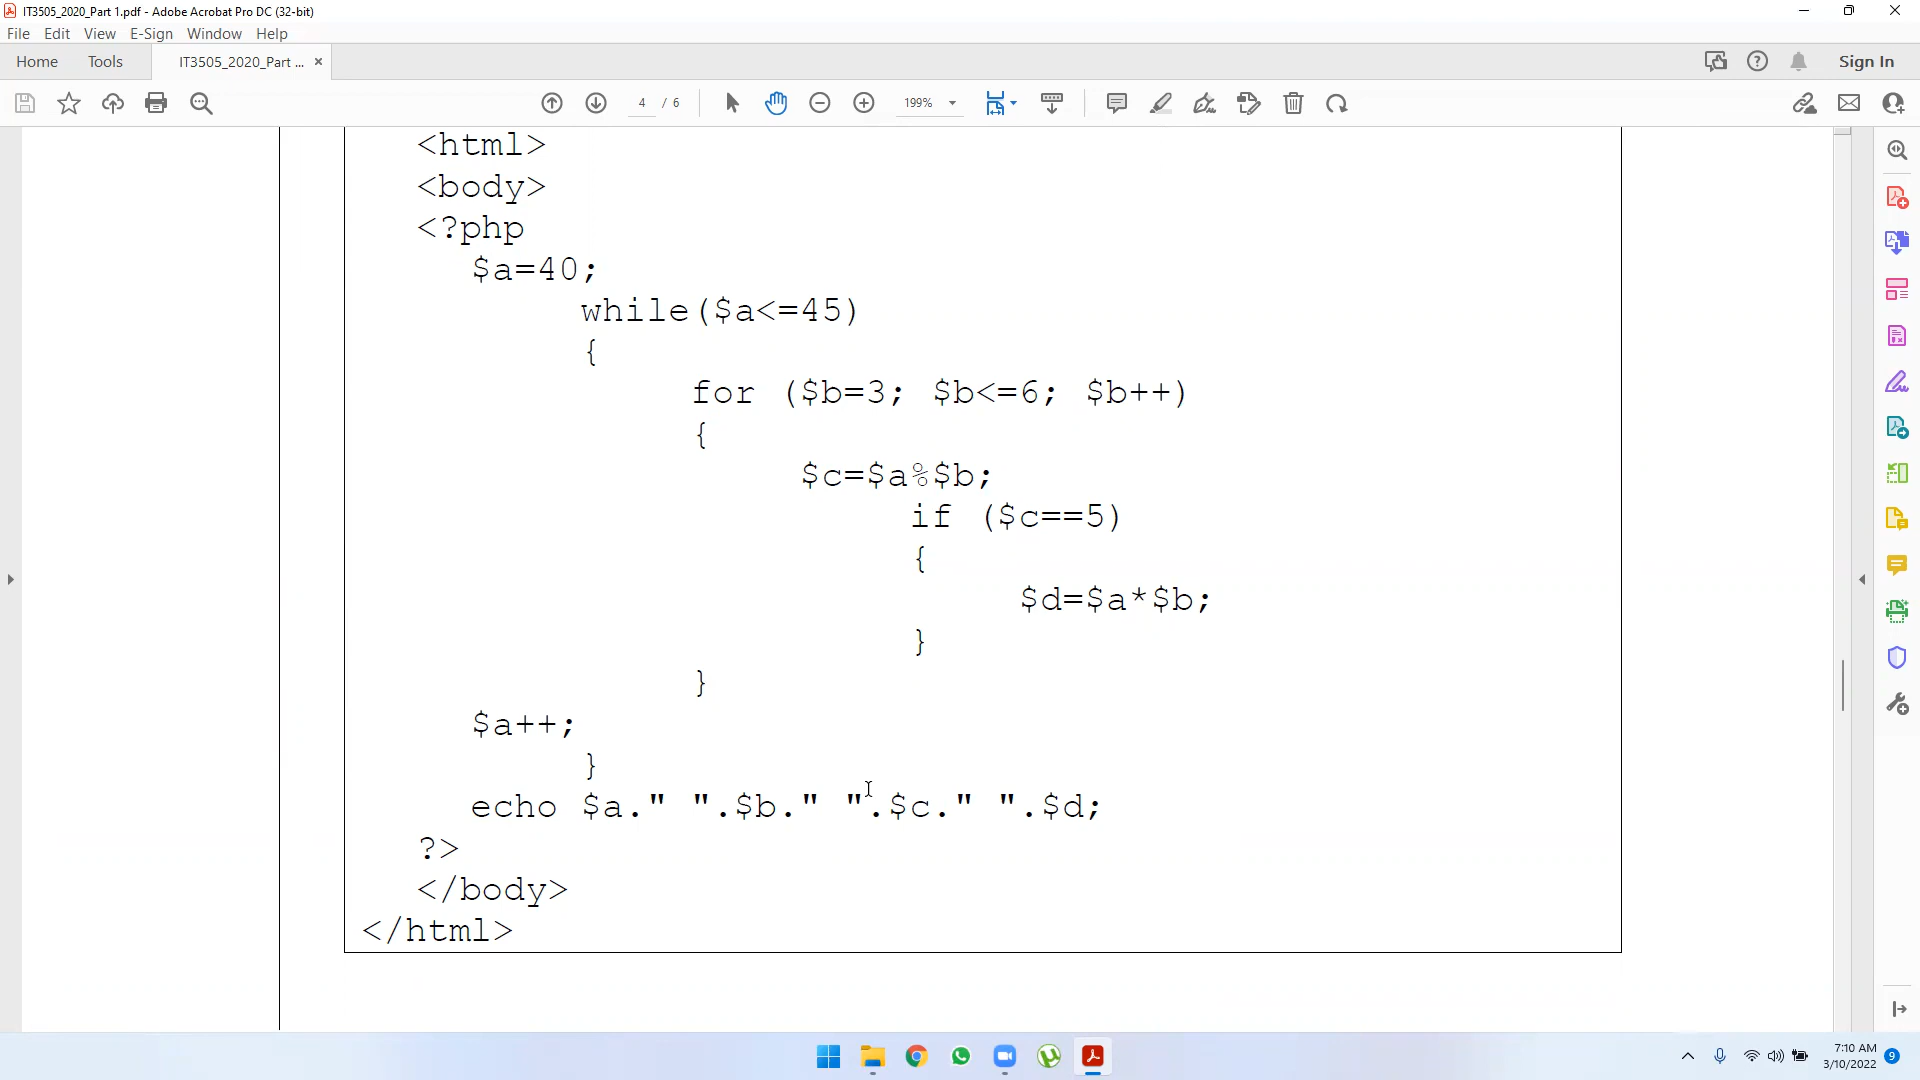 IT3505_2020_Part 1.pdf - Adobe Acrobat Pro DC (32-bit)
File Edit View E-Sign Window Help
Home Tools IT3505_2020_Part ... × Sign In
4 / 6 199%
<html>
<body>
<?php
$a=40;
while($a<=45)
{
for ($b=3; $b<=6; $b++)
{
$c=$a%$b;
if ($c==5)
{
$d=$a*$b;
}
}
$a++;
}
echo $a." ".$b." ".$c." ".$d;
?>
</body>
</html>
7:10 AM
3/10/2022 9